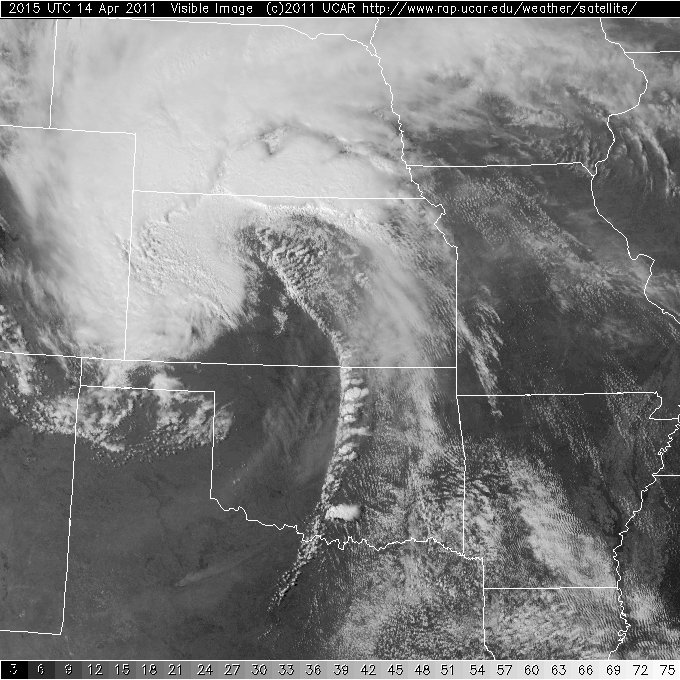 2015 UTC 14 Apr 2011 Visible Image (c)2011 UCAR http://www.rap.ucar.edu/weather/satellite/
3 6 9 12 15 18 21 24 27 30 33 36 39 42 45 48 51 54 57 60 63 66 69 72 75